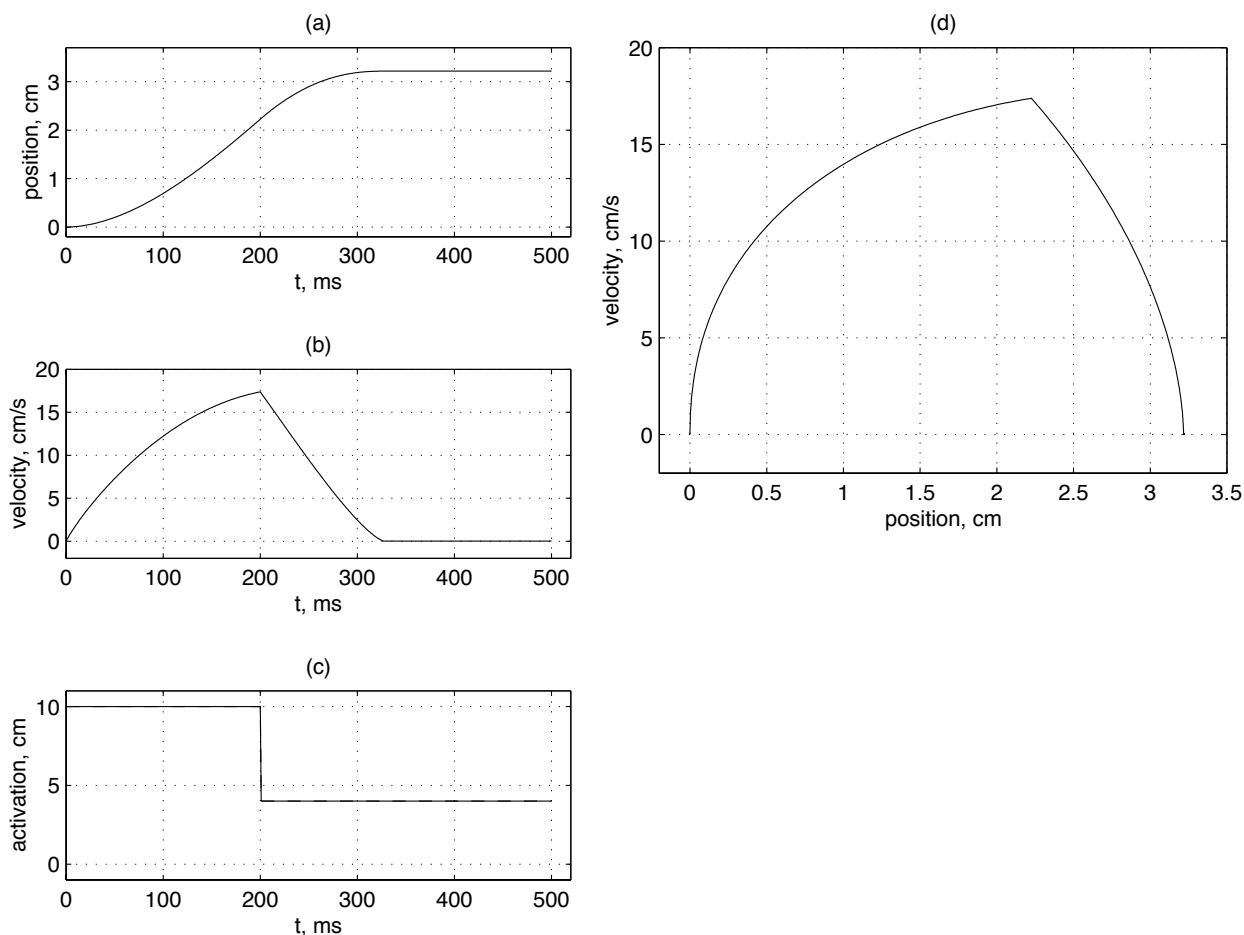 (a)
position, cm
3
2
1
0
0 100 200 300 400 500
t, ms
(b)
velocity, cm/s
20
15
10
5
0
0 100 200 300 400 500
t, ms
(c)
activation, cm
10
5
0
0 100 200 300 400 500
t, ms
(d)
velocity, cm/s
20
15
10
5
0
0 0.5 1 1.5 2 2.5 3 3.5
position, cm